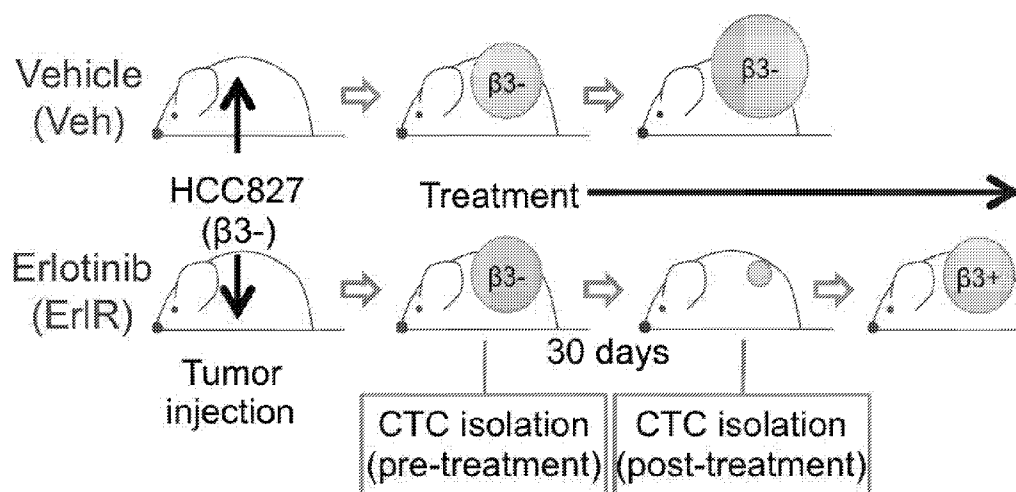 Vehicle
(Veh)
β3-
β3-
HCC827
(β3-)
Treatment
Erlotinib
(ErlR)
β3-
β3+
30 days
Tumor
injection
CTC isolation
(pre-treatment)
CTC isolation
(post-treatment)